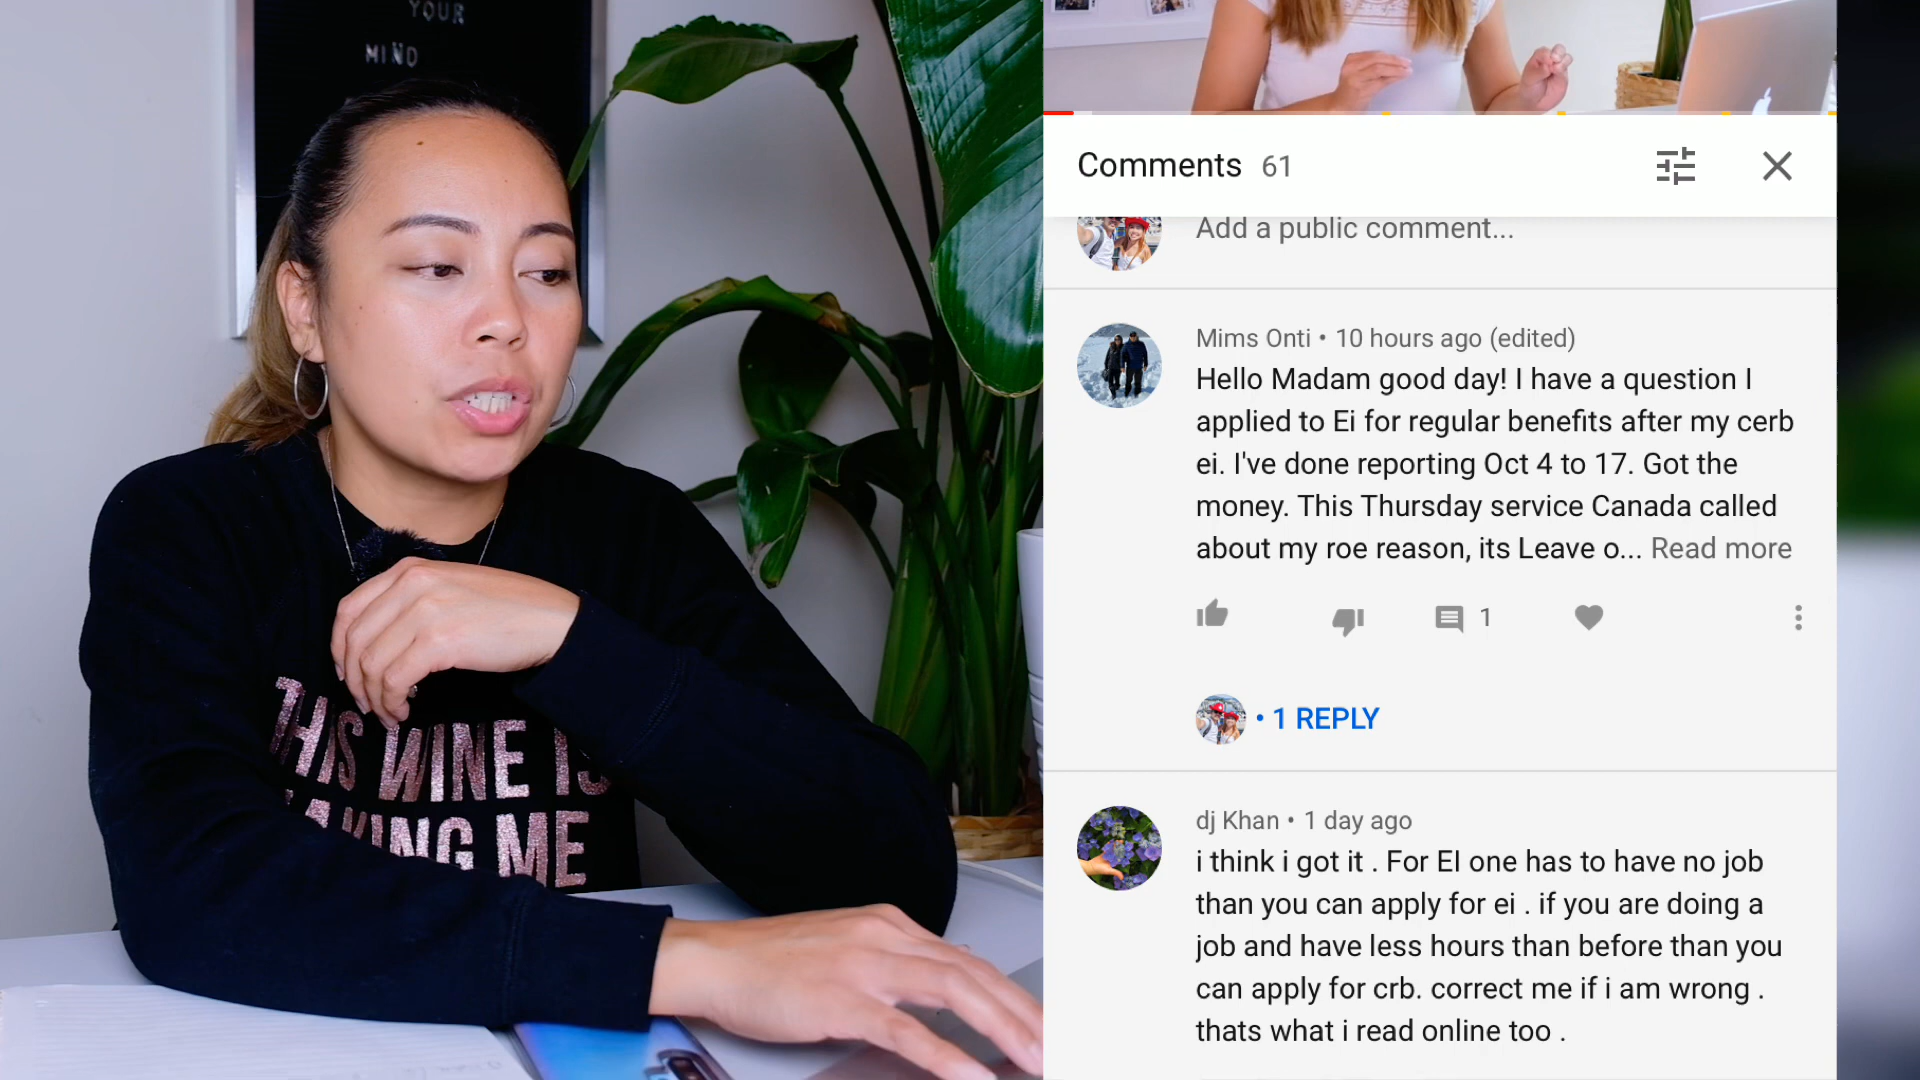 YOUR
MIND
THIS WINE IS
MAKING ME
Comments 61
Add a public comment...
Mims Onti • 10 hours ago (edited)
Hello Madam good day! I have a question I
applied to Ei for regular benefits after my cerb
ei. I've done reporting Oct 4 to 17. Got the
money. This Thursday service Canada called
about my roe reason, its Leave o... Read more
1
• 1 REPLY
dj Khan • 1 day ago
i think i got it . For EI one has to have no job
than you can apply for ei . if you are doing a
job and have less hours than before than you
can apply for crb. correct me if i am wrong .
thats what i read online too .